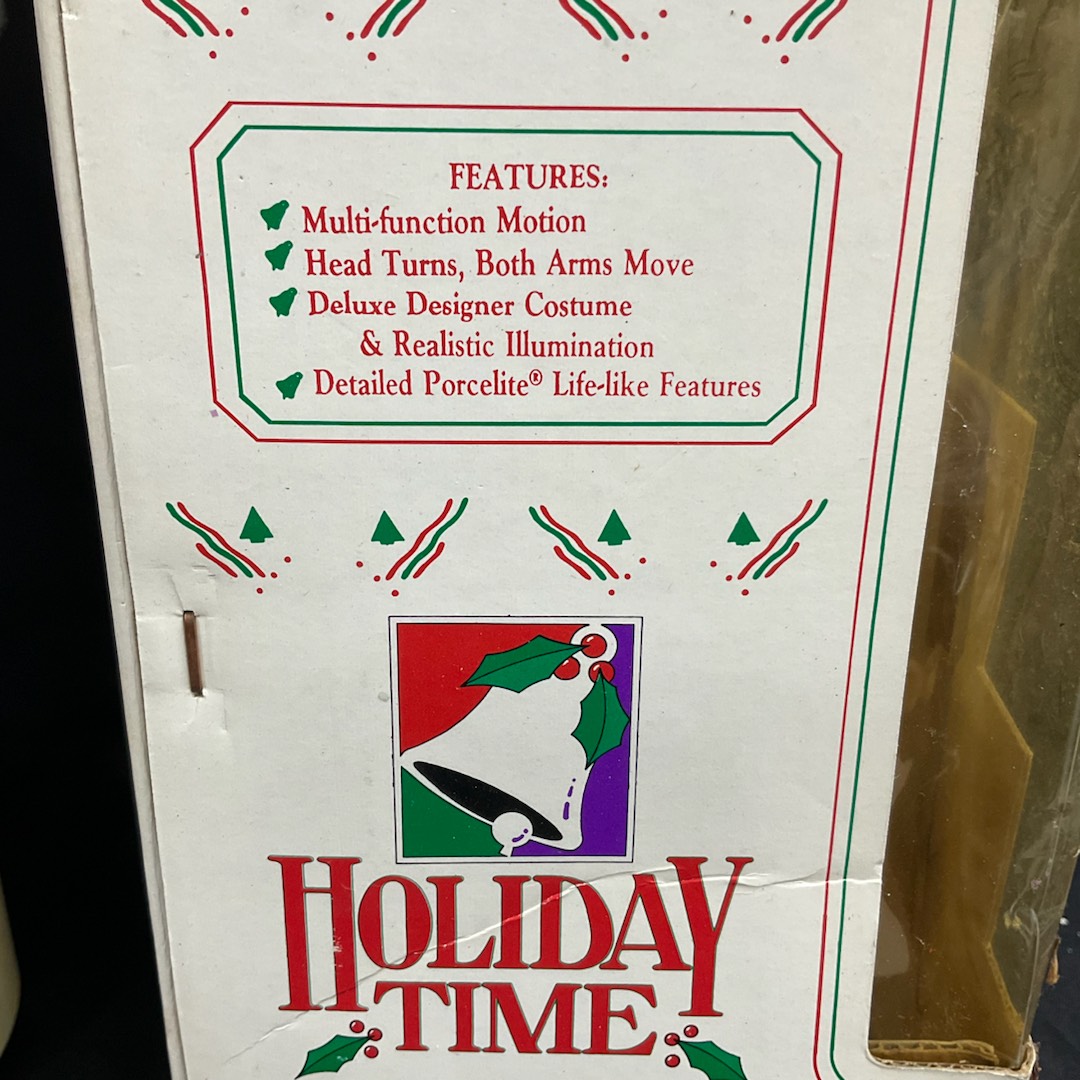 FEATURES:
Multi-function Motion
Head Turns, Both Arms Move
Deluxe Designer Costume
& Realistic Illumination
Detailed Porcelite® Life-like Features
HOLIDAY
TIME